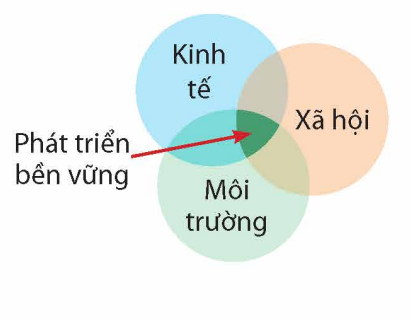 Kinh
tế
Xã hội
Phát triển
bền vững
Môi
trường